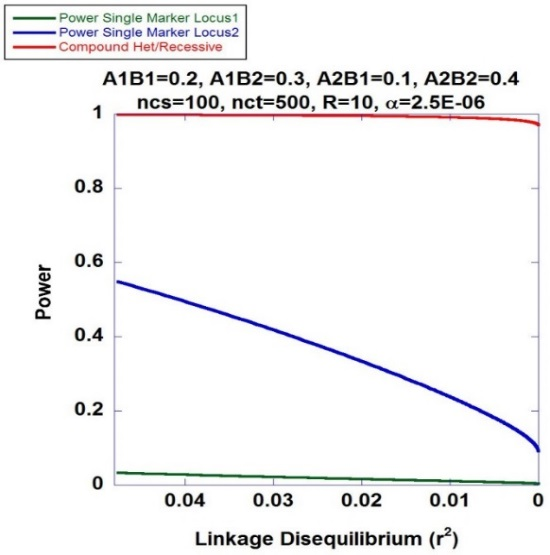 Power Single Marker Locus1
Power Single Marker Locus2
Compound Het/Recessive
A1B1=0.2, A1B2=0.3, A2B1=0.1, A2B2=0.4
ncs=100, nct=500, R=10, α=2.5E-06
1
0.8
0.6
0.4
0.2
0
Power
0.04
0.03
0.02
0.01
0
Linkage Disequilibrium (r²)